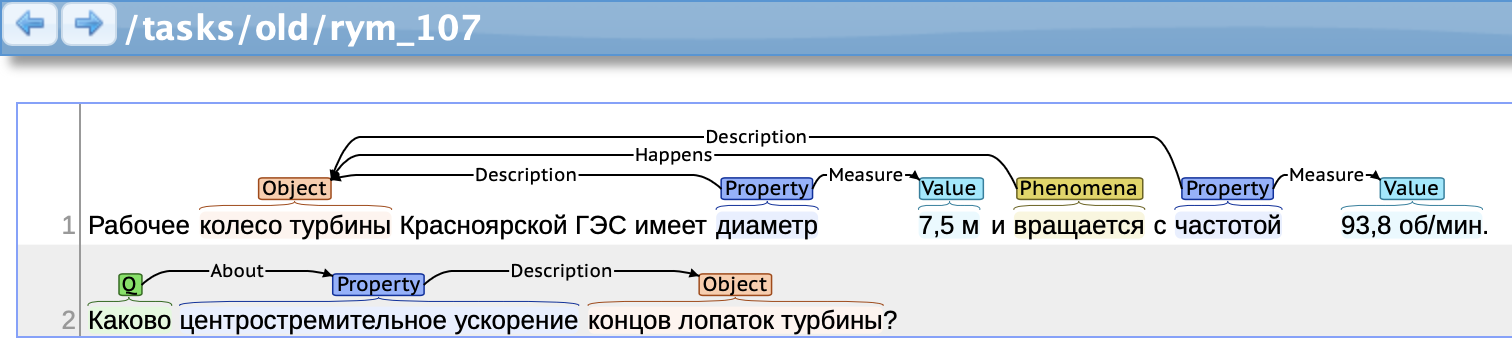 /tasks/old/rym_107
Description
Happens
Description Measure Measure
Object Property Value Phenomena Property Value
1 Рабочее колесо турбины Красноярской ГЭС имеет диаметр 7,5 м и вращается с частотой 93,8 об/мин.
About Description
Q Property Object
2 Каково центростремительное ускорение концов лопаток турбины?